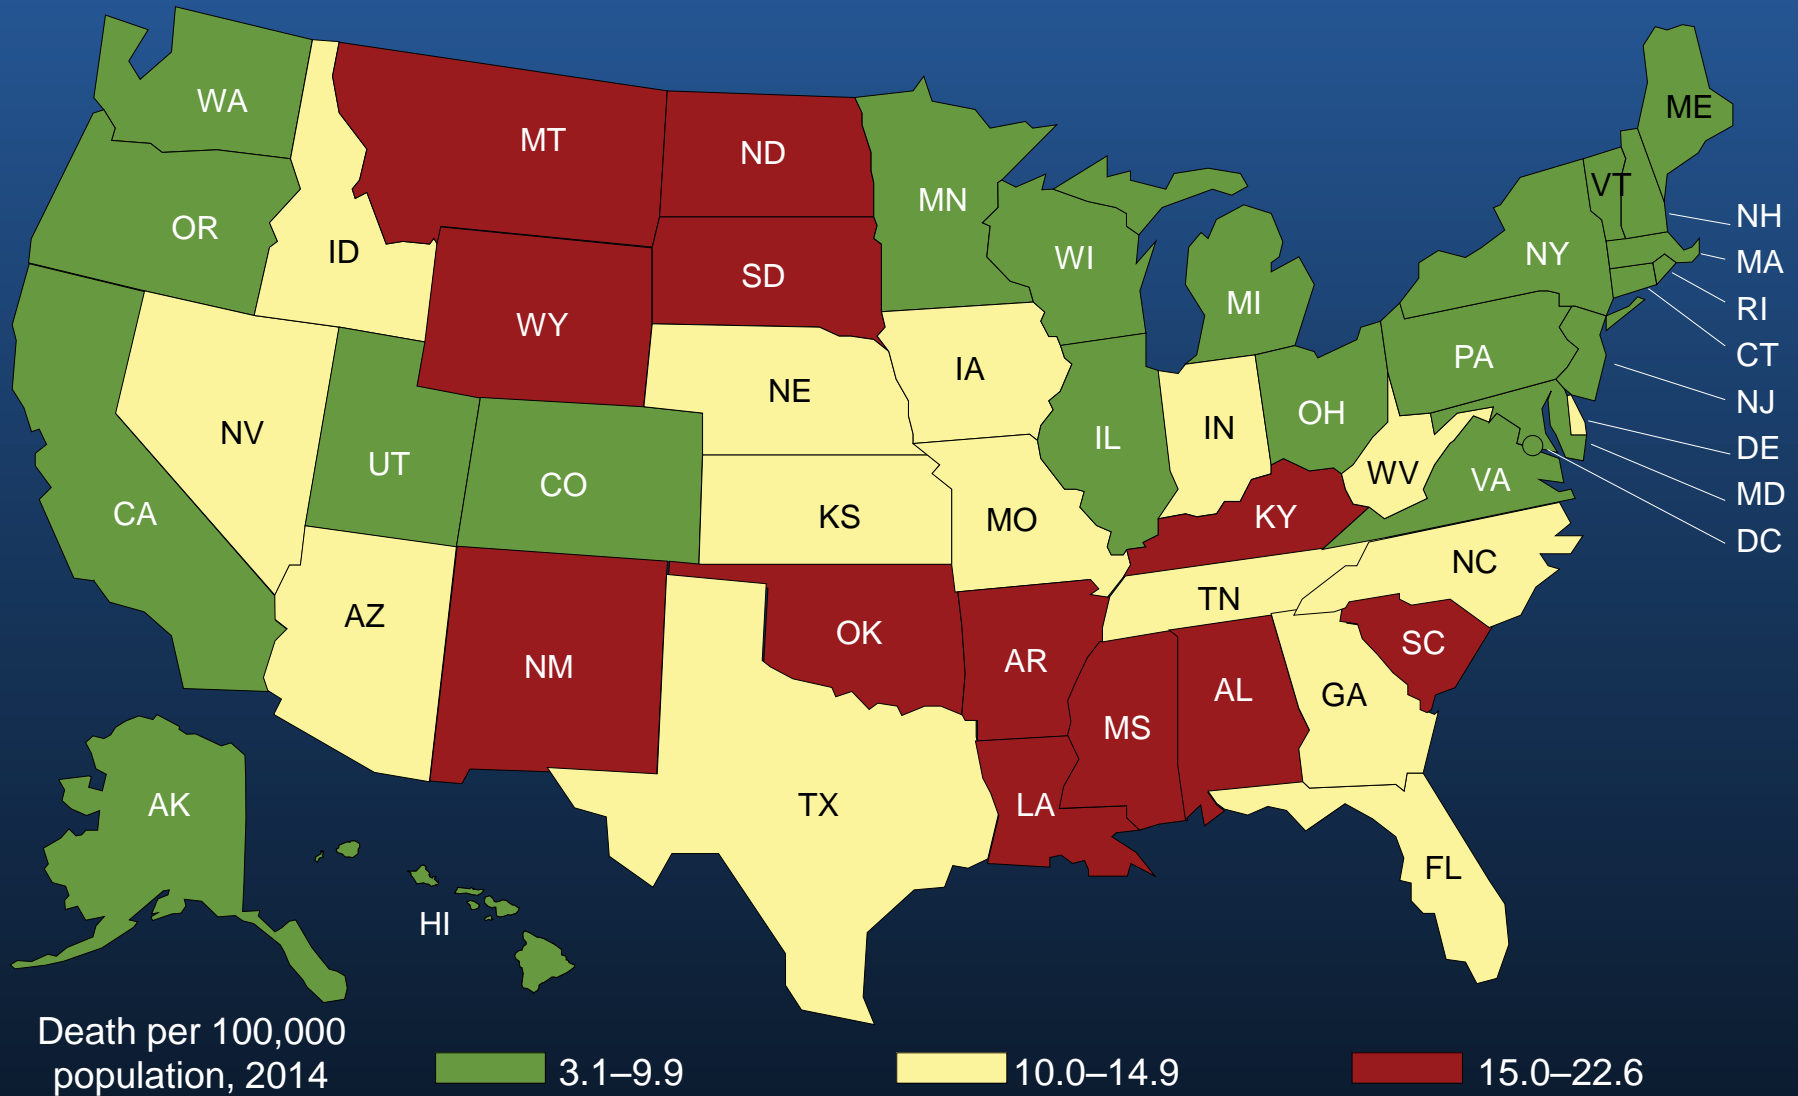 WA
MT
ND
MN
ME
VT
NH
OR
ID
WY
SD
WI
MI
NY
MA
RI
CT
NV
UT
CO
NE
IA
IL
IN
OH
PA
NJ
DE
CA
AZ
NM
KS
MO
KY
WV
VA
MD
DC
OK
AR
TN
NC
TX
LA
MS
AL
GA
SC
FL
AK
HI
Death per 100,000
population, 2014
3.1–9.9
10.0–14.9
15.0–22.6